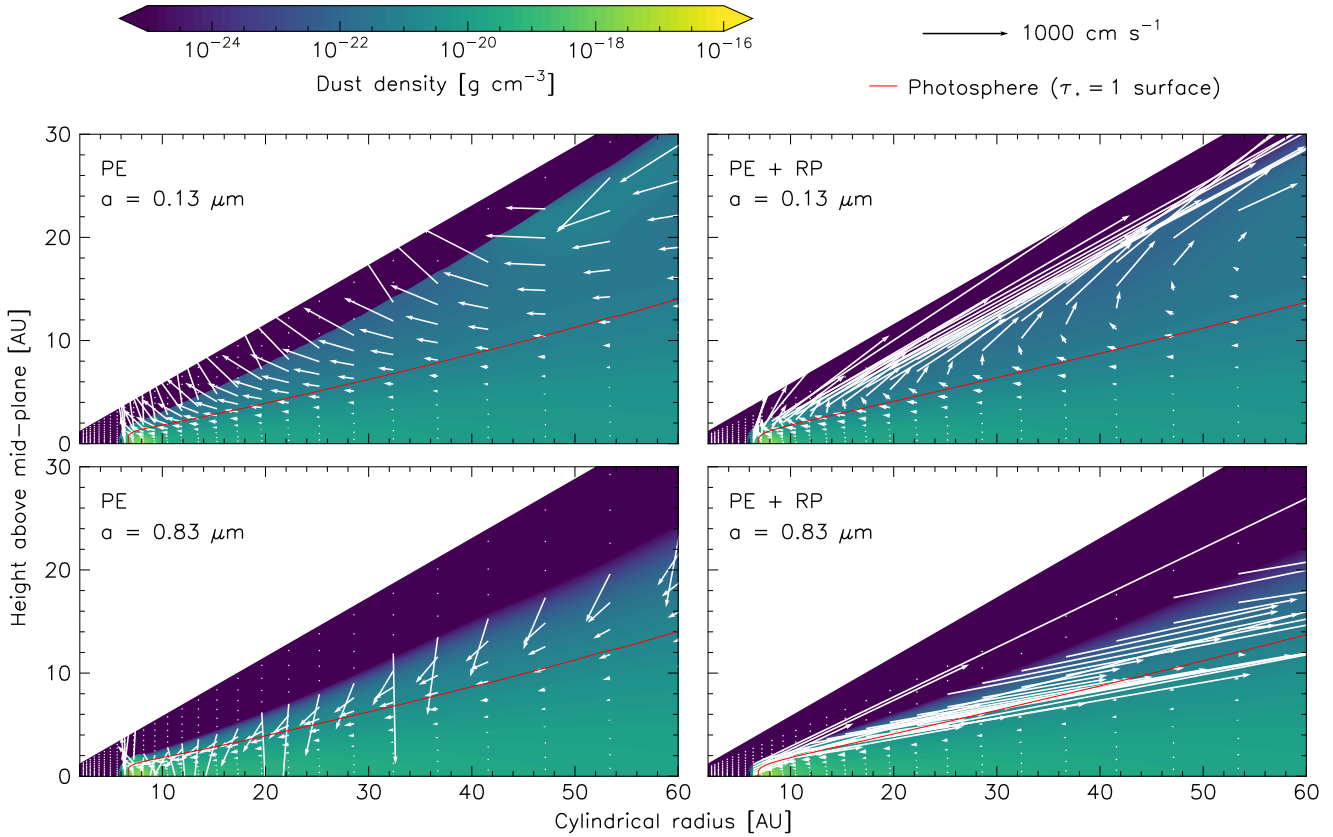 10⁻²⁴ 10⁻²² 10⁻²⁰ 10⁻¹⁸ 10⁻¹⁶
Dust density [g cm⁻³]
1000 cm s⁻¹
Photosphere (τ⋆ = 1 surface)
PE
a = 0.13 μm
30
20
10
0
PE + RP
a = 0.13 μm
PE
a = 0.83 μm
30
20
10
0
10 20 30 40 50 60
PE + RP
a = 0.83 μm
10 20 30 40 50 60
Height above mid-plane [AU]
Cylindrical radius [AU]